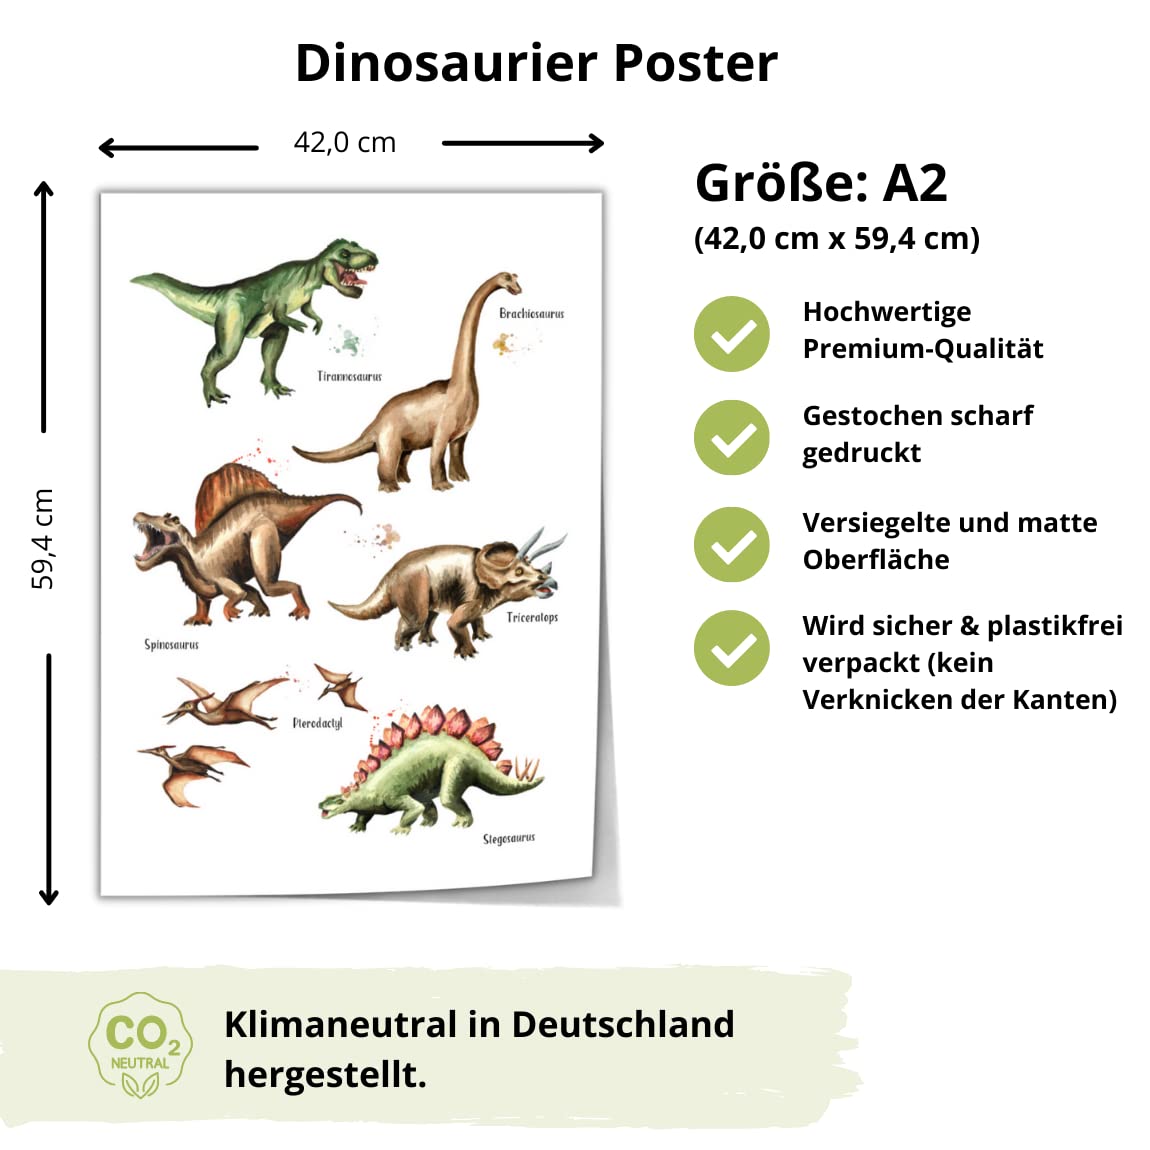 Dinosaurier Poster
42,0 cm
59,4 cm
Tirannosaurus
Brachiosaurus
Spinosaurus
Triceratops
Pterodactyl
Stegosaurus
Größe: A2
(42,0 cm x 59,4 cm)
Hochwertige
Premium-Qualität
Gestochen scharf
gedruckt
Versiegelte und matte
Oberfläche
Wird sicher & plastikfrei
verpackt (kein
Verknicken der Kanten)
CO2
NEUTRAL
Klimaneutral in Deutschland
hergestellt.